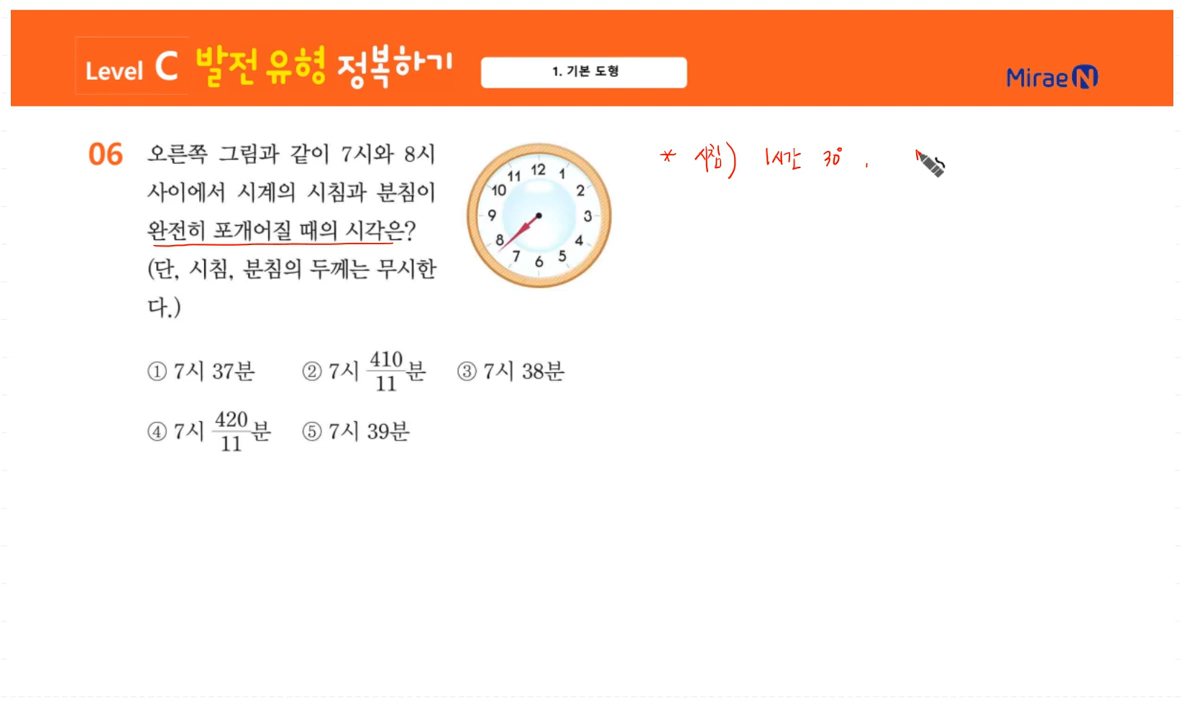 Level C 발전 유형 정복하기
1. 기본 도형
Mirae N
06 오른쪽 그림과 같이 7시와 8시
사이에서 시계의 시침과 분침이
완전히 포개어질 때의 시각은?
(단, 시침, 분침의 두께는 무시한
다.)
12
11 1
10 2
9 3
8 4
7 5
6
* 시침) 1시간 30° ,
① 7시 37분 ② 7시 410/11분 ③ 7시 38분
④ 7시 420/11분 ⑤ 7시 39분